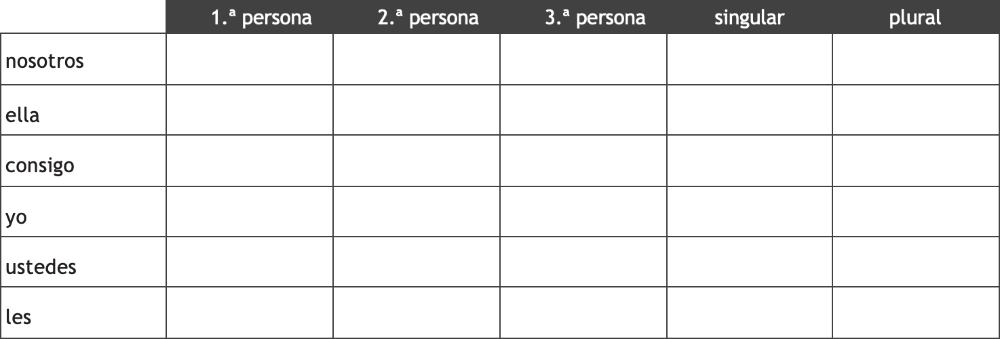 1.ª persona 2.ª persona 3.ª persona singular plural
nosotros
ella
consigo
yo
ustedes
les